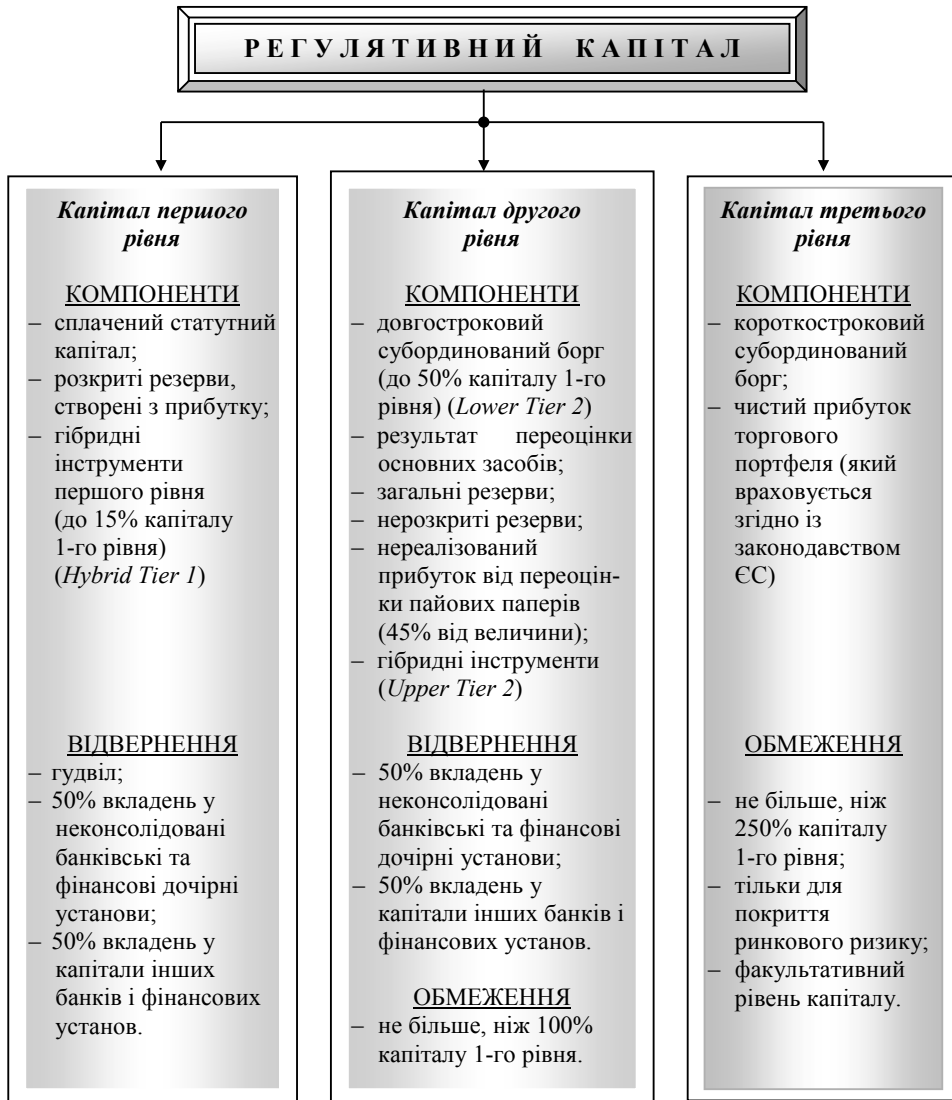 РЕГУЛЯТИВНИЙ КАПІТАЛ
Капітал першого
рівня
КОМПОНЕНТИ
– сплачений статутний
капітал;
– розкриті резерви,
створені з прибутку;
– гібридні
інструменти
першого рівня
(до 15% капіталу
1-го рівня)
(Hybrid Tier 1)
ВІДВЕРНЕННЯ
– гудвіл;
– 50% вкладень у
неконсолідовані
банківські та
фінансові дочірні
установи;
– 50% вкладень у
капітали інших
банків і фінансових
установ.
Капітал другого
рівня
КОМПОНЕНТИ
– довгостроковий
субординований борг
(до 50% капіталу 1-го
рівня) (Lower Tier 2)
– результат переоцінки
основних засобів;
– загальні резерви;
– нерозкриті резерви;
– нереалізований
прибуток від переоцін-
ки пайових паперів
(45% від величини);
– гібридні інструменти
(Upper Tier 2)
ВІДВЕРНЕННЯ
– 50% вкладень у
неконсолідовані
банківські та фінансові
дочірні установи;
– 50% вкладень у
капітали інших банків і
фінансових установ.
ОБМЕЖЕННЯ
– не більше, ніж 100%
капіталу 1-го рівня.
Капітал третього
рівня
КОМПОНЕНТИ
– короткостроковий
субординований
борг;
– чистий прибуток
торгового
портфеля (який
враховується
згідно із
законодавством
ЄС)
ОБМЕЖЕННЯ
– не більше, ніж
250% капіталу
1-го рівня;
– тільки для
покриття
ринкового ризику;
– факультативний
рівень капіталу.